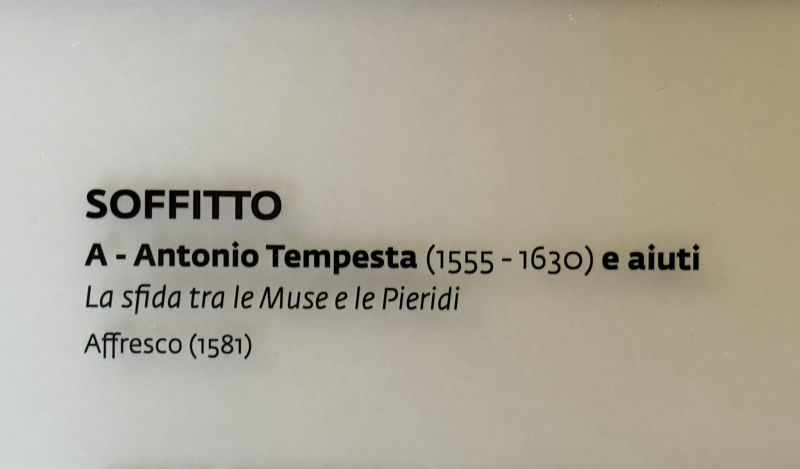 SOFFITTO
A - Antonio Tempesta (1555 - 1630) e aiuti
La sfida tra le Muse e le Pieridi
Affresco (1581)